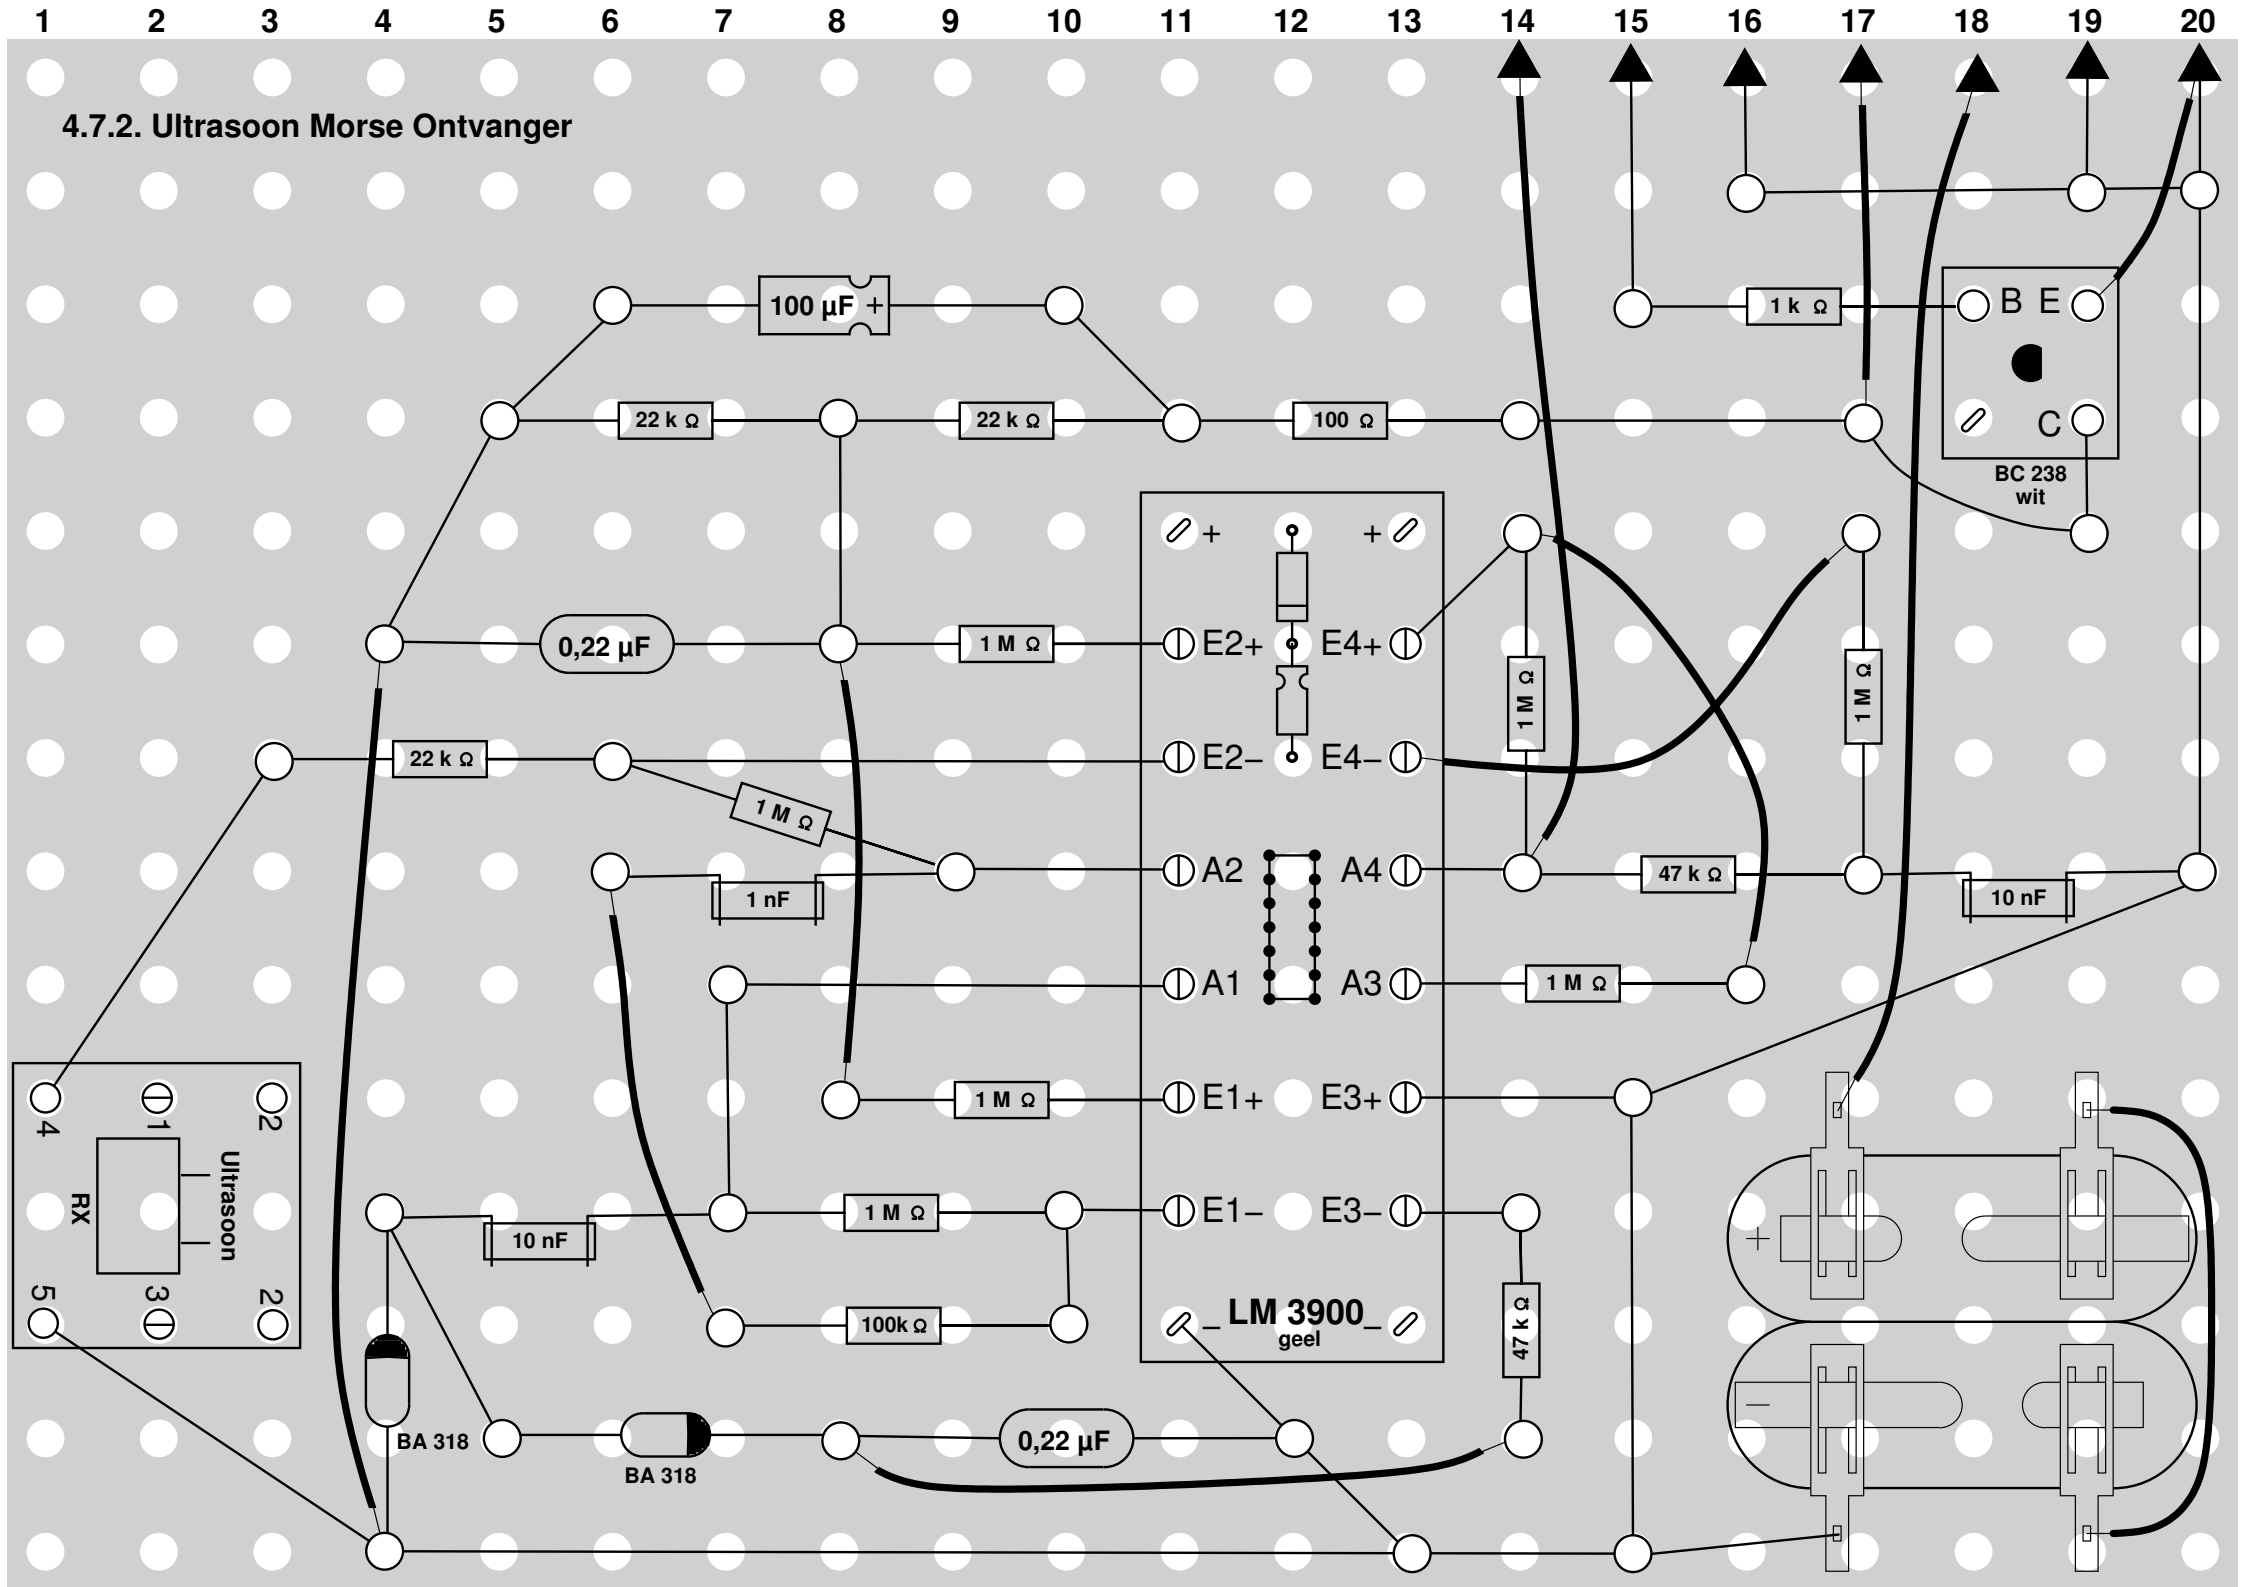 1 2 3 4 5 6 7 8 9 10 11 12 13 14 15 16 17 18 19 20
4.7.2. Ultrasoon Morse Ontvanger
100 µF +
1 k Ω
B E
22 k Ω
22 k Ω
100 Ω
C
BC 238
wit
+ +
0,22 µF
1 M Ω
E2+ E4+
1 M Ω
1 M Ω
22 k Ω
E2– E4–
1 M Ω
1 nF
A2 A4
47 k Ω
10 nF
A1 A3
1 M Ω
4 1 2
1 M Ω
E1+ E3+
Ultrasoon
RX
10 nF
1 M Ω
E1– E3–
+
5 3 2
100k Ω
– LM 3900 –
geel
47 k Ω
–
BA 318
BA 318
0,22 µF